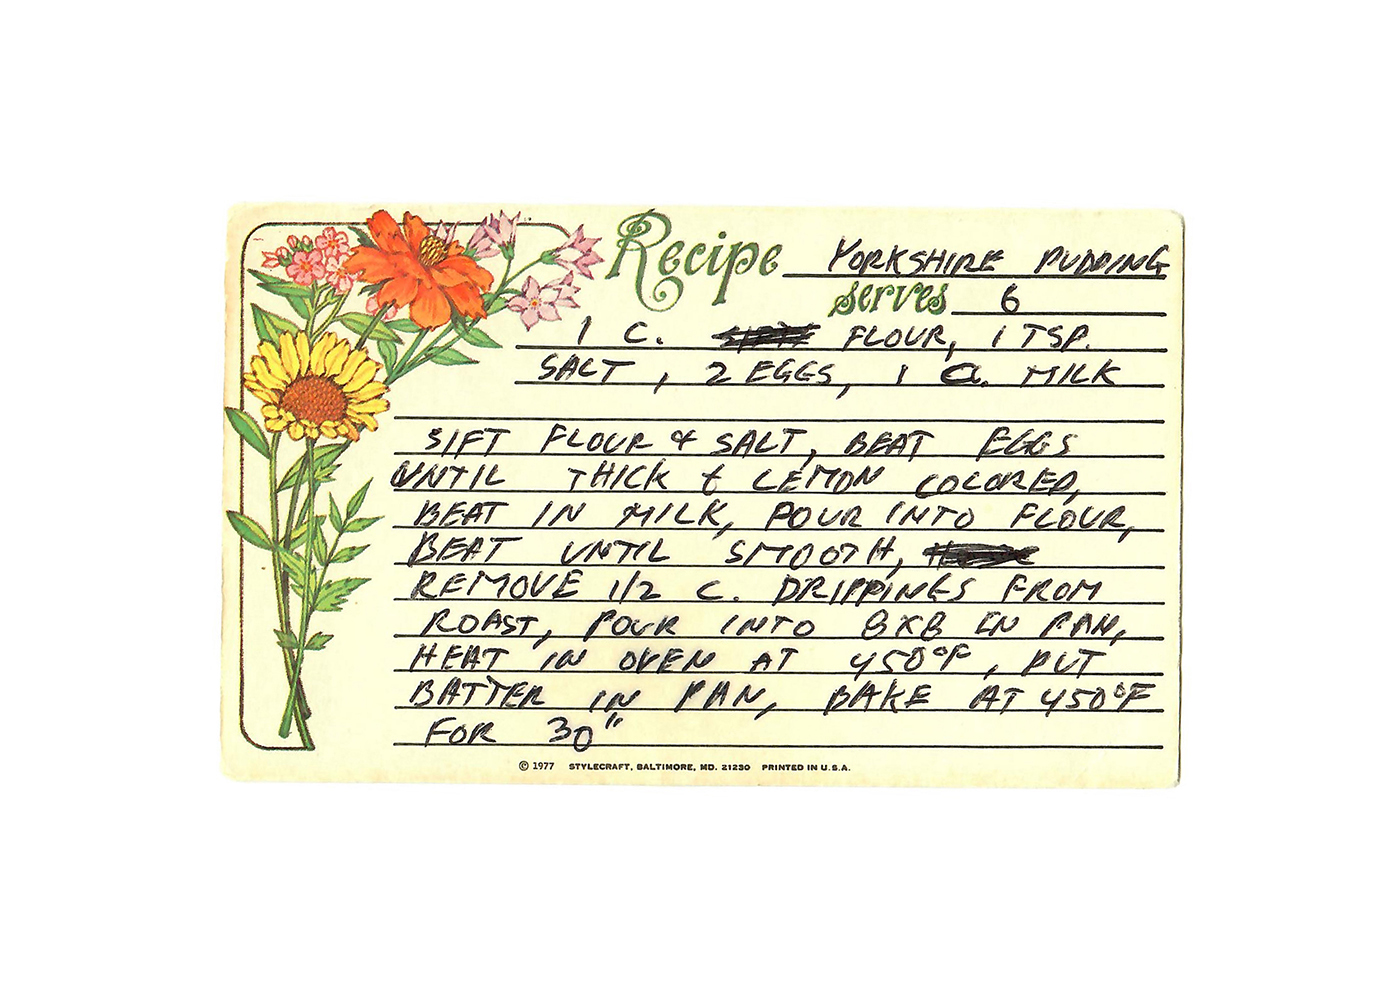 Recipe YORKSHIRE PUDDING
serves 6
1 C. FLOUR, 1 TSP.
SALT, 2 EGGS, 1 C. MILK
SIFT FLOUR & SALT, BEAT EGGS
UNTIL THICK & LEMON COLORED,
BEAT IN MILK, POUR INTO FLOUR,
BEAT UNTIL SMOOTH,
REMOVE 1/2 C. DRIPPINGS FROM
ROAST, POUR INTO 8X8 IN PAN,
HEAT IN OVEN AT 450°F, PUT
BATTER IN PAN, BAKE AT 450°F
FOR 30"
© 1977 STYLECRAFT, BALTIMORE, MD. 21230 PRINTED IN U.S.A.